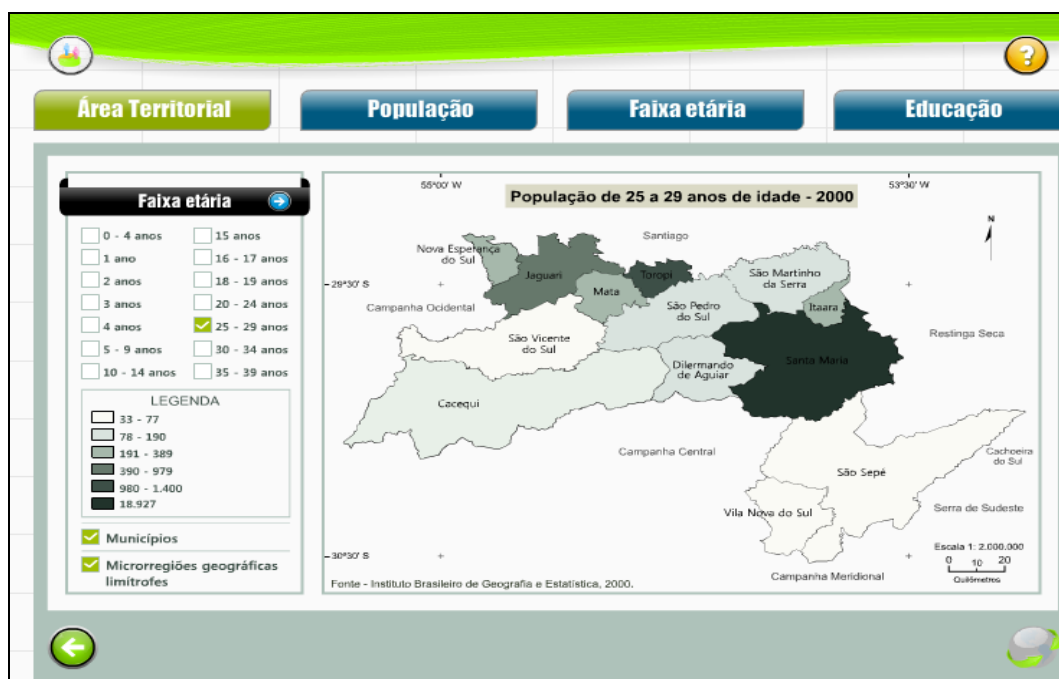 ?
Área Territorial
População
Faixa etária
Educação
Faixa etária
0 - 4 anos
15 anos
1 ano
16 - 17 anos
2 anos
18 - 19 anos
3 anos
20 - 24 anos
4 anos
25 - 29 anos
5 - 9 anos
30 - 34 anos
10 - 14 anos
35 - 39 anos
LEGENDA
33 - 77
78 - 190
191 - 389
390 - 979
980 - 1.400
18.927
Municípios
Microrregiões geográficas
limítrofes
55°00' W
53°30' W
População de 25 a 29 anos de idade - 2000
N
Santiago
Nova Esperança
do Sul
Jaguari
Toropi
São Martinho
da Serra
29°30' S
Mata
Itaara
Campanha Ocidental
São Pedro
do Sul
Restinga Seca
São Vicente
do Sul
Santa Maria
Dilermando
de Aguiar
Cacequi
Campanha Central
Cachoeira
do Sul
São Sepé
Vila Nova do Sul
Serra de Sudeste
30°30' S
Escala 1: 2.000.000
0 10 20
Quilômetros
Campanha Meridional
Fonte - Instituto Brasileiro de Geografia e Estatística, 2000.